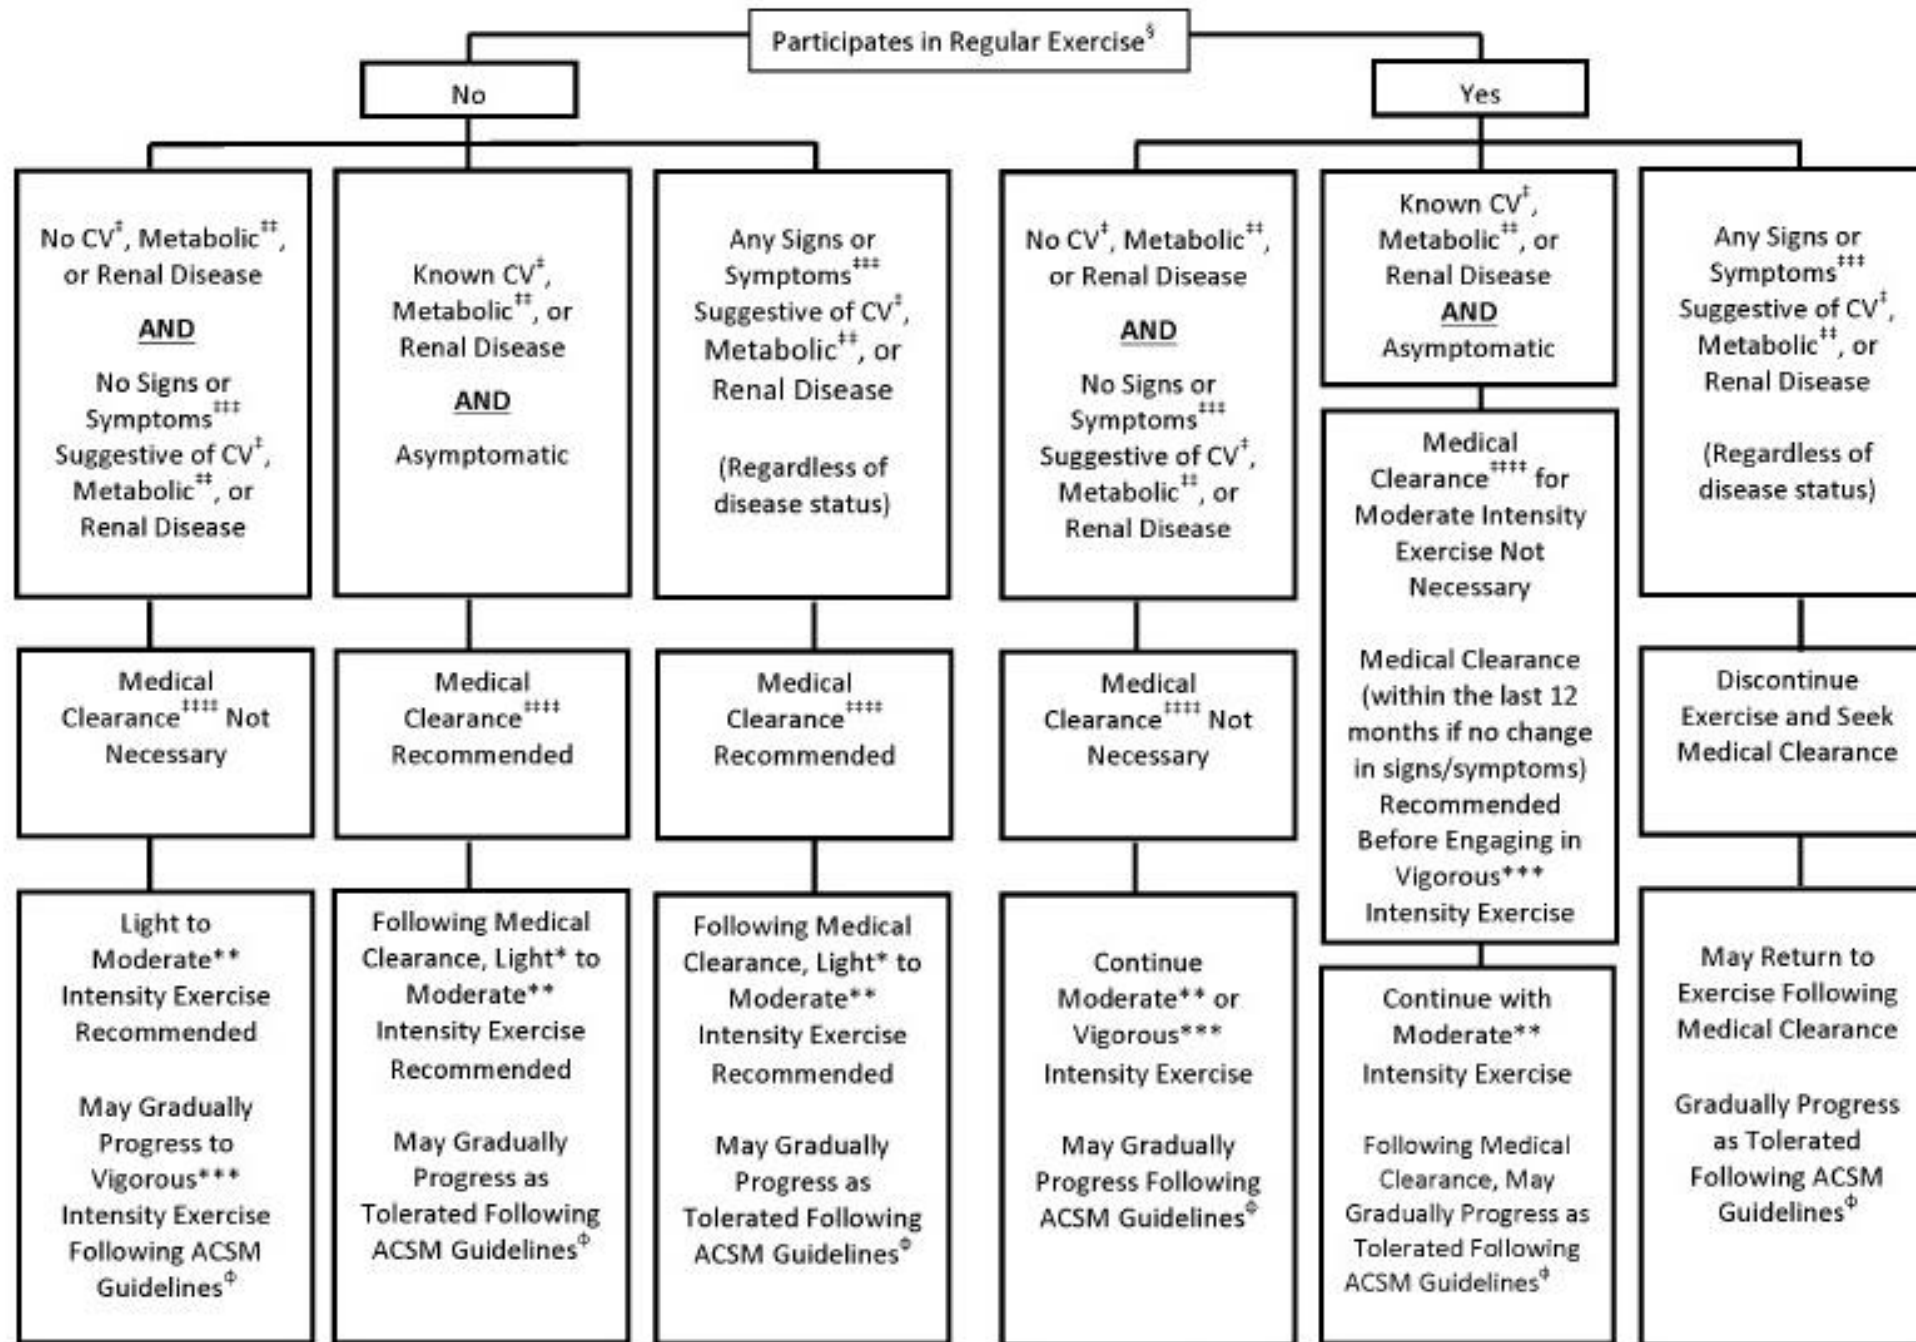 Participates in Regular Exercise§
No
Yes
No CV‡, Metabolic‡‡,
or Renal Disease
AND
No Signs or
Symptoms‡‡‡
Suggestive of CV‡,
Metabolic‡‡, or
Renal Disease
Medical
Clearance‡‡‡‡ Not
Necessary
Light to
Moderate**
Intensity Exercise
Recommended
May Gradually
Progress to
Vigorous***
Intensity Exercise
Following ACSM
Guidelines⏀
Known CV‡,
Metabolic‡‡, or
Renal Disease
AND
Asymptomatic
Medical
Clearance‡‡‡‡
Recommended
Following Medical
Clearance, Light* to
Moderate**
Intensity Exercise
Recommended
May Gradually
Progress as
Tolerated Following
ACSM Guidelines⏀
Any Signs or
Symptoms‡‡‡
Suggestive of CV‡,
Metabolic‡‡, or
Renal Disease
(Regardless of
disease status)
Medical
Clearance‡‡‡‡
Recommended
Following Medical
Clearance, Light* to
Moderate**
Intensity Exercise
Recommended
May Gradually
Progress as
Tolerated Following
ACSM Guidelines⏀
No CV‡, Metabolic‡‡,
or Renal Disease
AND
No Signs or
Symptoms‡‡‡
Suggestive of CV‡,
Metabolic‡‡, or
Renal Disease
Medical
Clearance‡‡‡‡ Not
Necessary
Continue
Moderate** or
Vigorous***
Intensity Exercise
May Gradually
Progress Following
ACSM Guidelines⏀
Known CV‡,
Metabolic‡‡, or
Renal Disease
AND
Asymptomatic
Medical
Clearance‡‡‡‡ for
Moderate Intensity
Exercise Not
Necessary
Medical Clearance
(within the last 12
months if no change
in signs/symptoms)
Recommended
Before Engaging in
Vigorous***
Intensity Exercise
Continue with
Moderate**
Intensity Exercise
Following Medical
Clearance, May
Gradually Progress as
Tolerated Following
ACSM Guidelines⏀
Any Signs or
Symptoms‡‡‡
Suggestive of CV‡,
Metabolic‡‡, or
Renal Disease
(Regardless of
disease status)
Discontinue
Exercise and Seek
Medical Clearance
May Return to
Exercise Following
Medical Clearance
Gradually Progress
as Tolerated
Following ACSM
Guidelines⏀